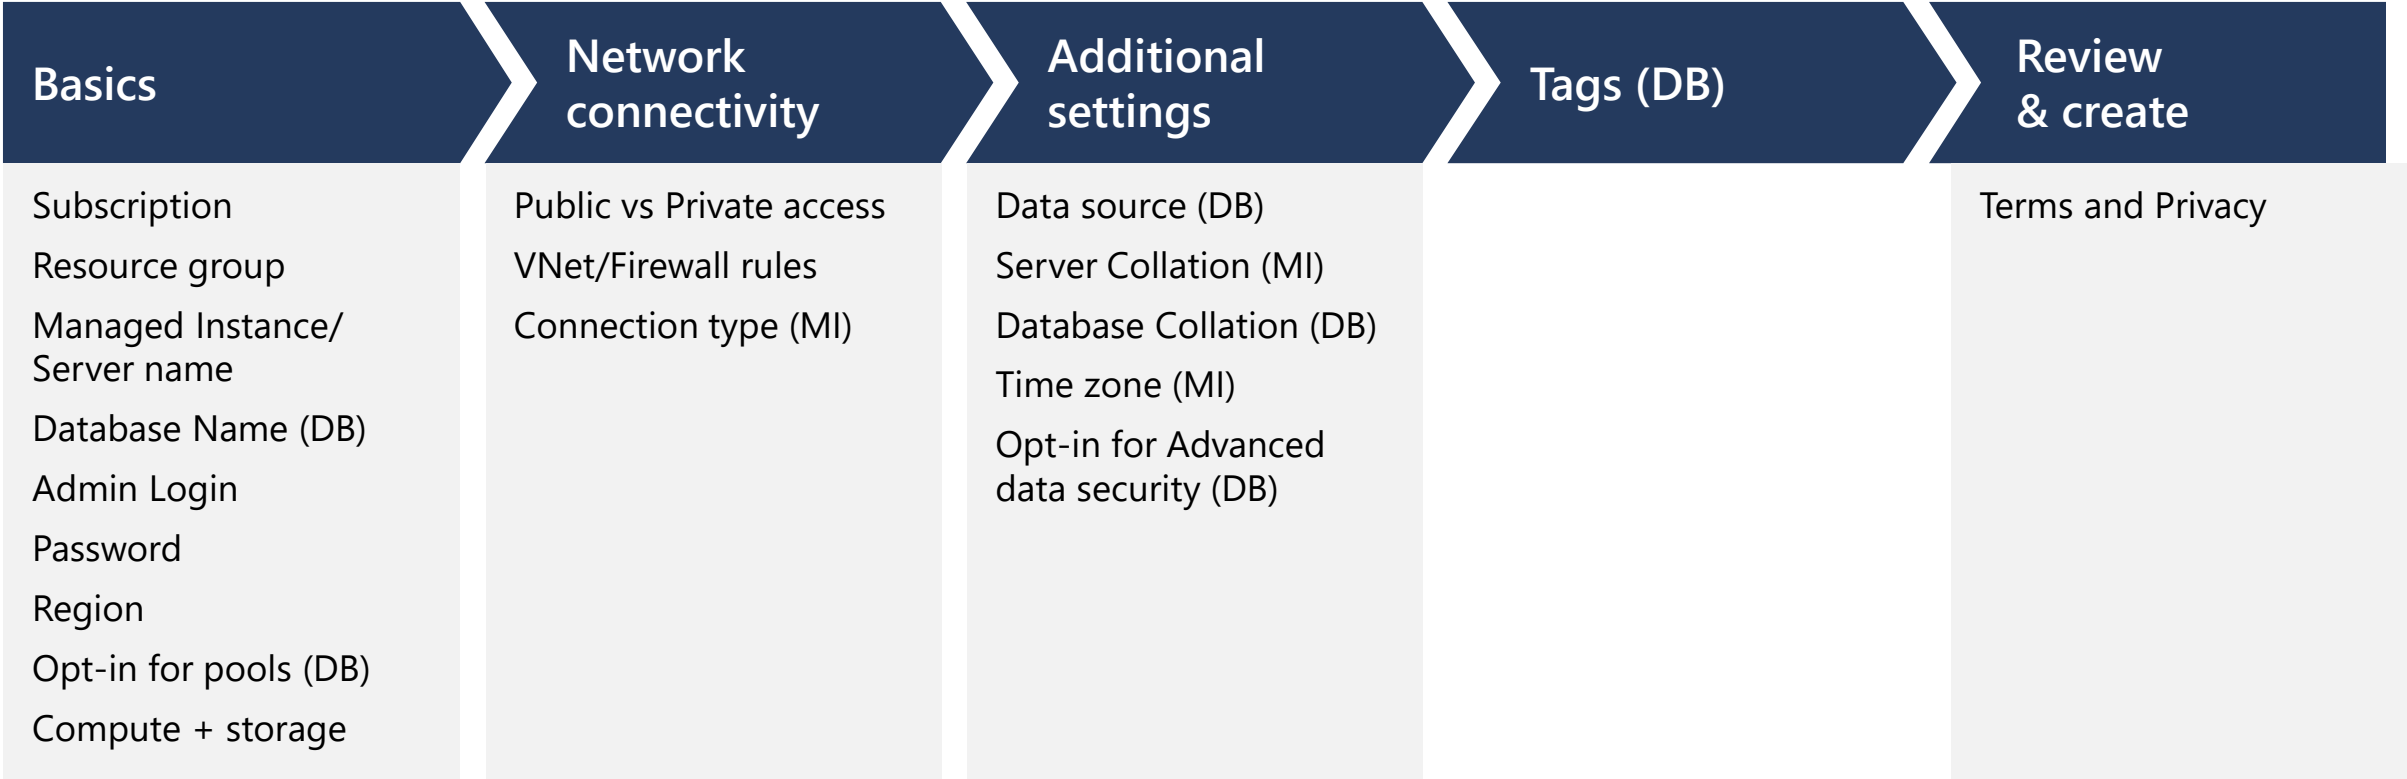 Basics
Network
connectivity
Additional
settings
Tags (DB)
Review
& create
Subscription
Resource group
Managed Instance/
Server name
Database Name (DB)
Admin Login
Password
Region
Opt-in for pools (DB)
Compute + storage
Public vs Private access
VNet/Firewall rules
Connection type (MI)
Data source (DB)
Server Collation (MI)
Database Collation (DB)
Time zone (MI)
Opt-in for Advanced
data security (DB)
Terms and Privacy